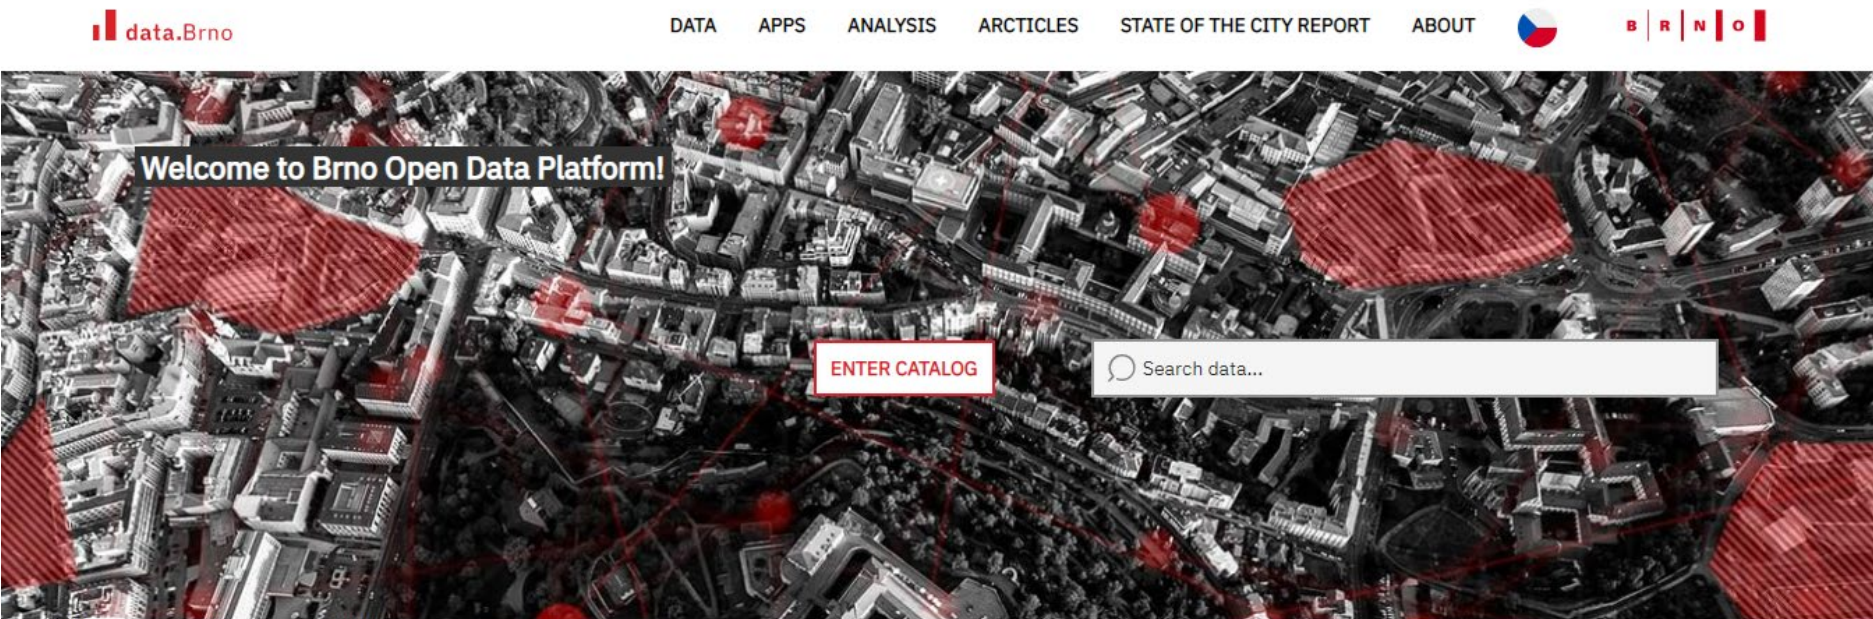 data.Brno
DATA APPS ANALYSIS ARCTICLES STATE OF THE CITY REPORT ABOUT
B R N O
Welcome to Brno Open Data Platform!
ENTER CATALOG
Search data...